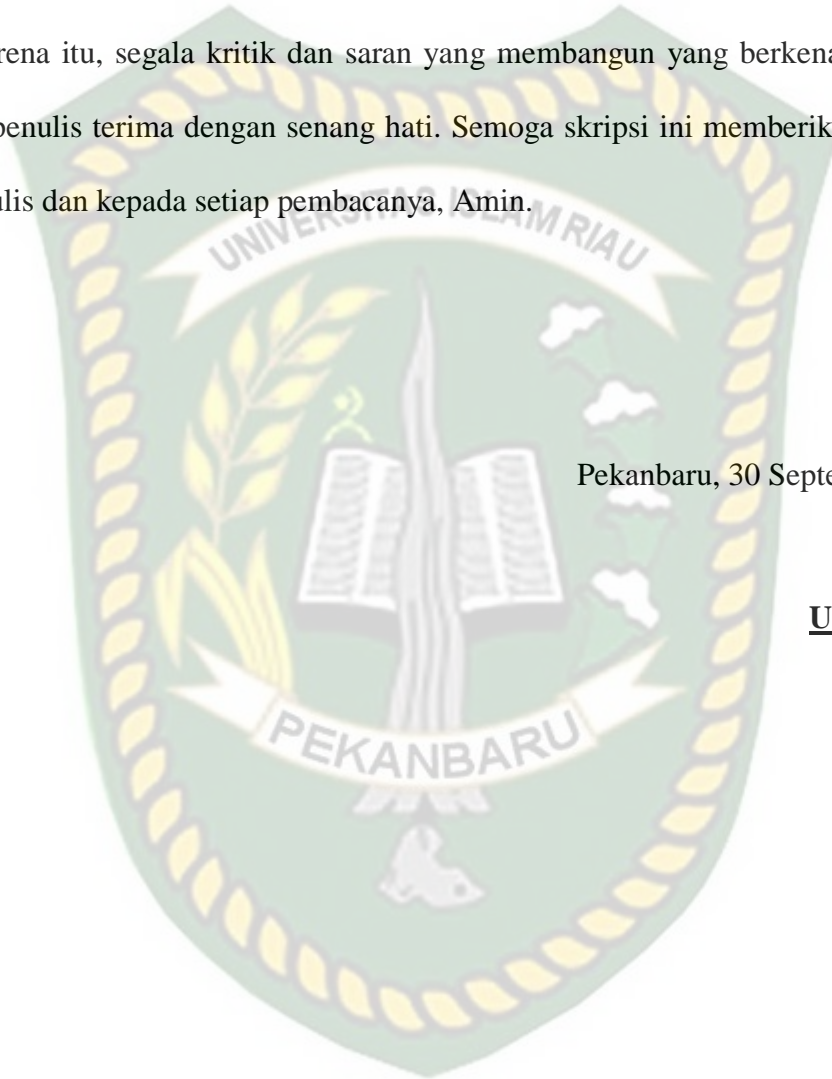 rena itu, segala kritik dan saran yang membangun yang berkena
penulis terima dengan senang hati. Semoga skripsi ini memberik
ulis dan kepada setiap pembacanya, Amin.
UNIVERSITAS ISLAM RIAU
Pekanbaru, 30 Septe
U
PEKANBARU